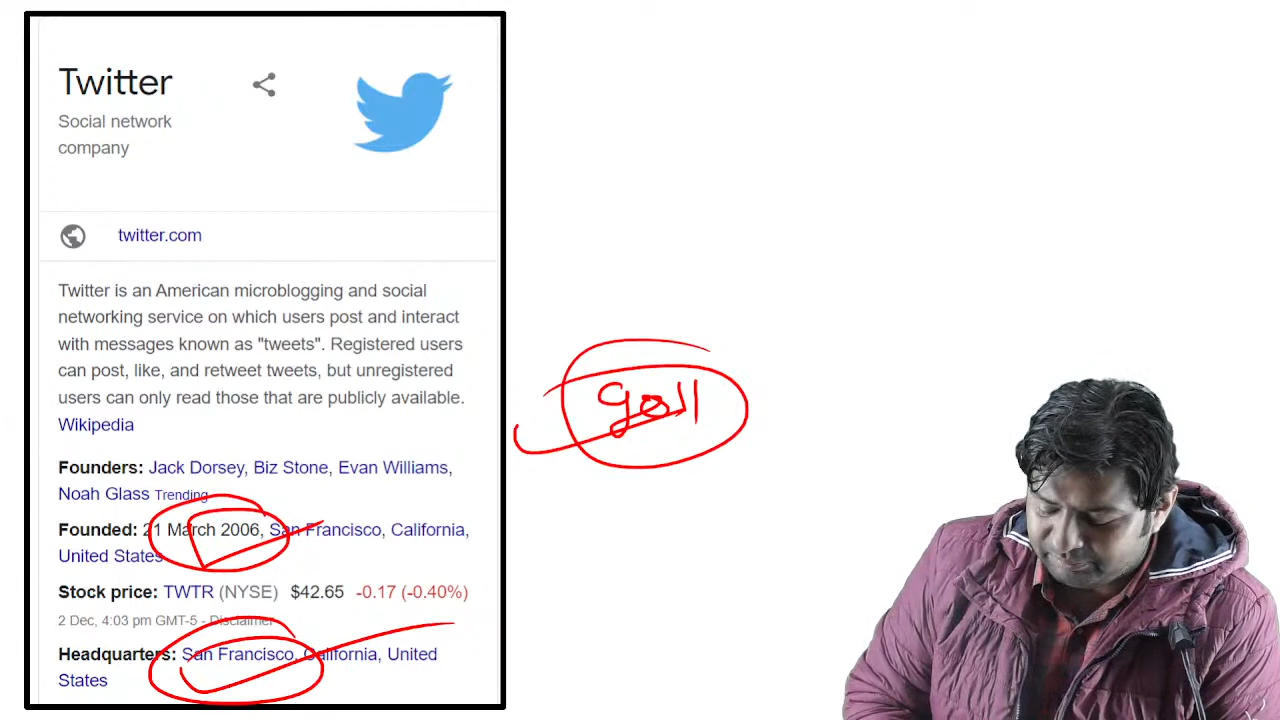 Twitter
Social network
company
twitter.com
Twitter is an American microblogging and social
networking service on which users post and interact
with messages known as "tweets". Registered users
can post, like, and retweet tweets, but unregistered
users can only read those that are publicly available.
Wikipedia
Founders: Jack Dorsey, Biz Stone, Evan Williams,
Noah Glass Trending
Founded: 21 March 2006, San Francisco, California,
United States
Stock price: TWTR (NYSE) $42.65 -0.17 (-0.40%)
2 Dec, 4:03 pm GMT-5 - Disclaimer
Headquarters: San Francisco, California, United
States